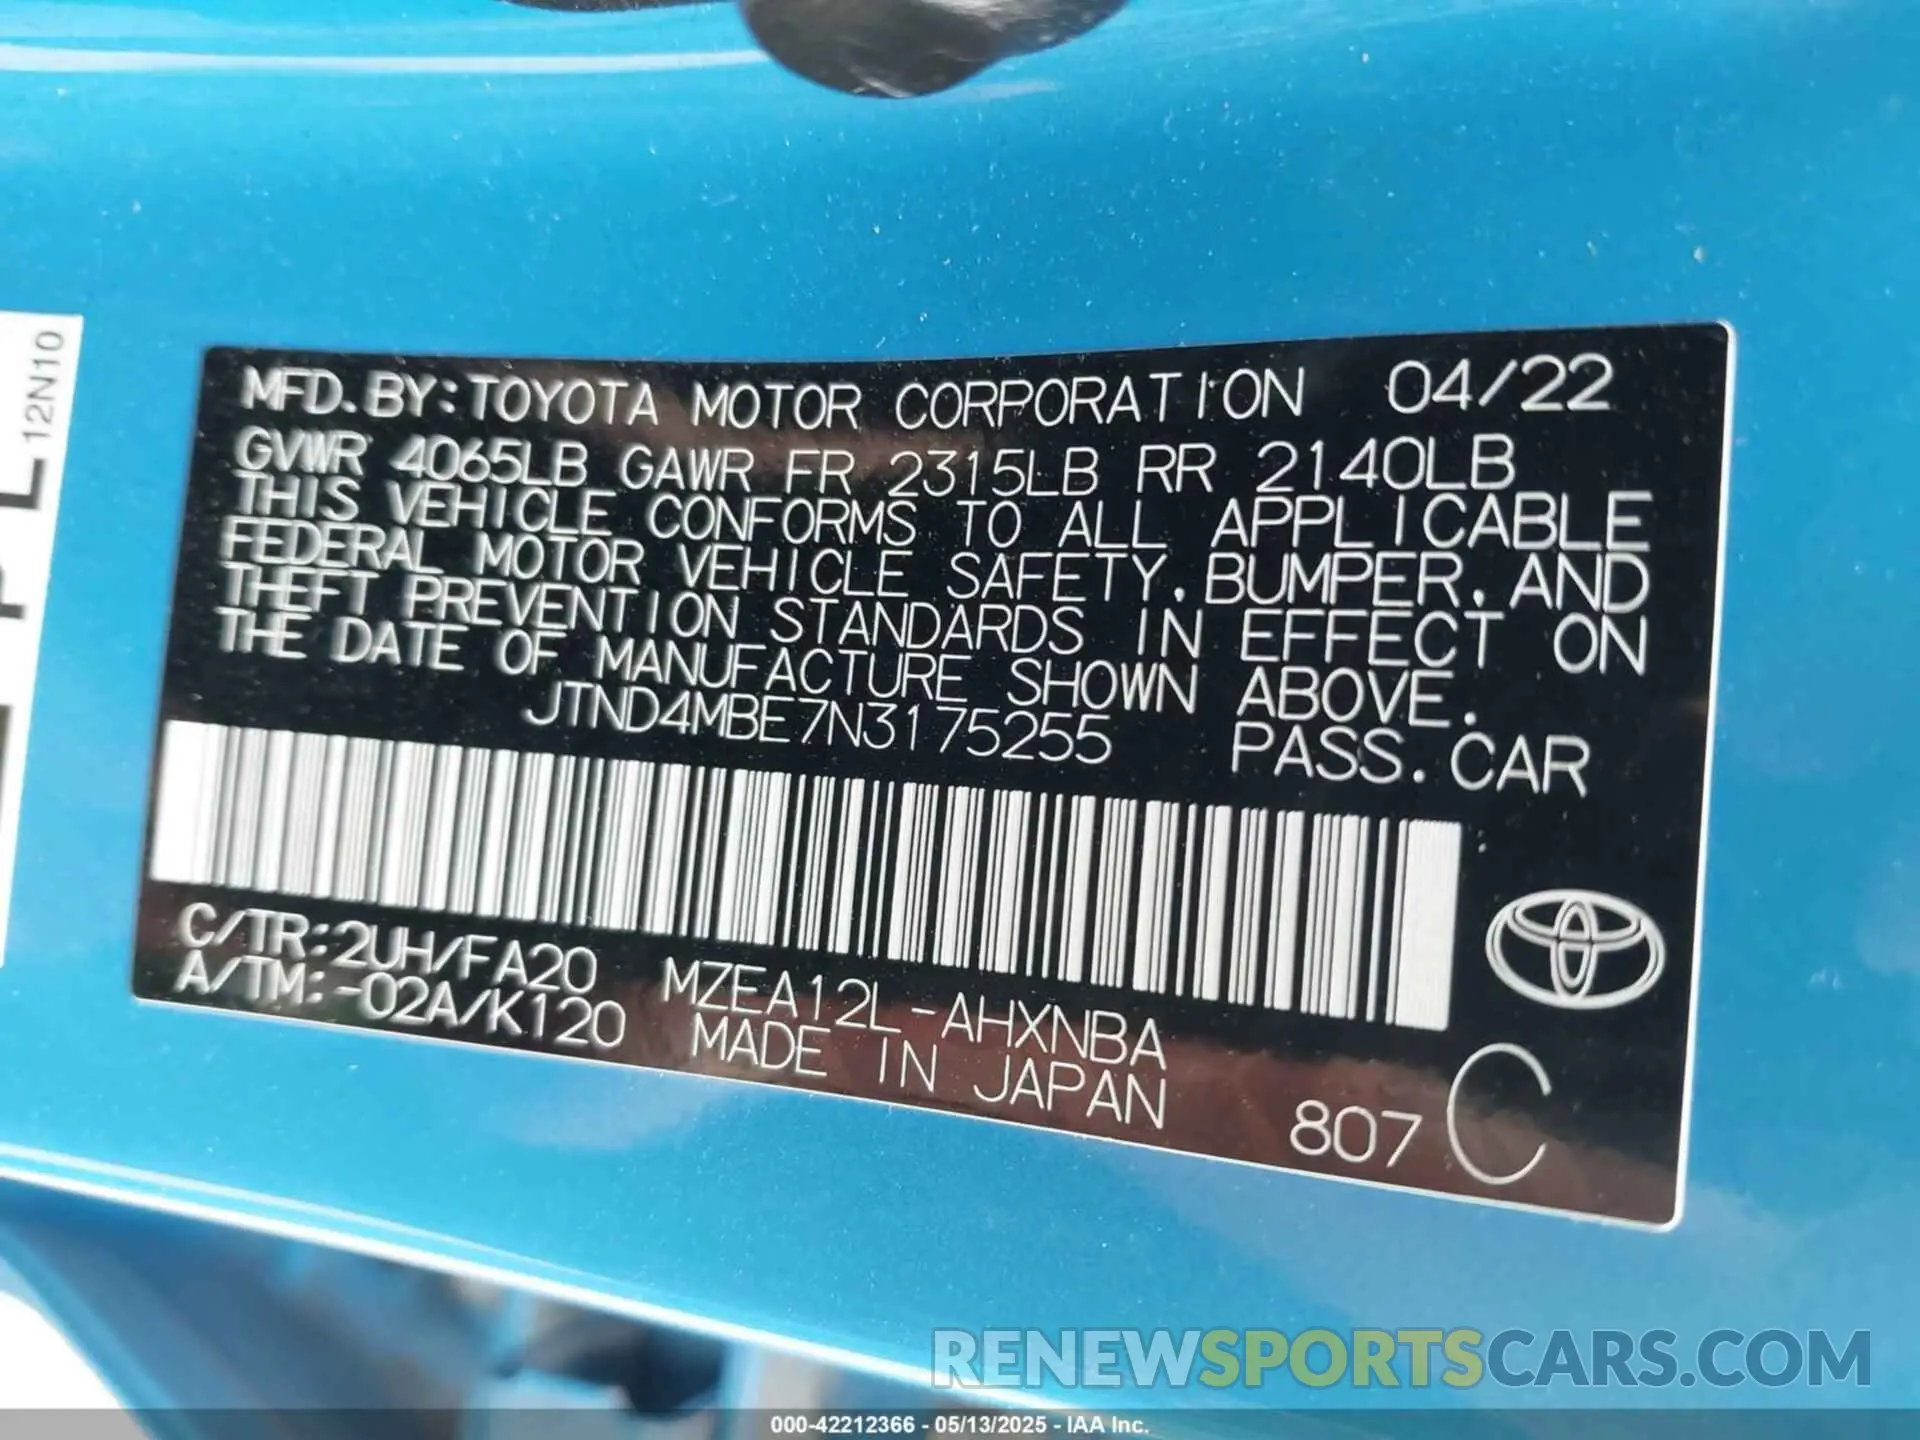 MFD. BY: TOYOTA MOTOR CORPORATION 04/22
GVWR 4065LB GAWR FR 2315LB RR 2140LB
THIS VEHICLE CONFORMS TO ALL APPLICABLE
FEDERAL MOTOR VEHICLE SAFETY, BUMPER, AND
THEFT PREVENTION STANDARDS IN EFFECT ON
THE DATE OF MANUFACTURE SHOWN ABOVE.
JTND4MBE7N3175255 PASS. CAR
C/TR:2UH/FA20 MZEA12L-AHXNBA
A/TM:-02A/K120 MADE IN JAPAN
807 C
12N10
RENEWSPORTSCARS.COM
000-42212366 - 05/13/2025 - IAA Inc.